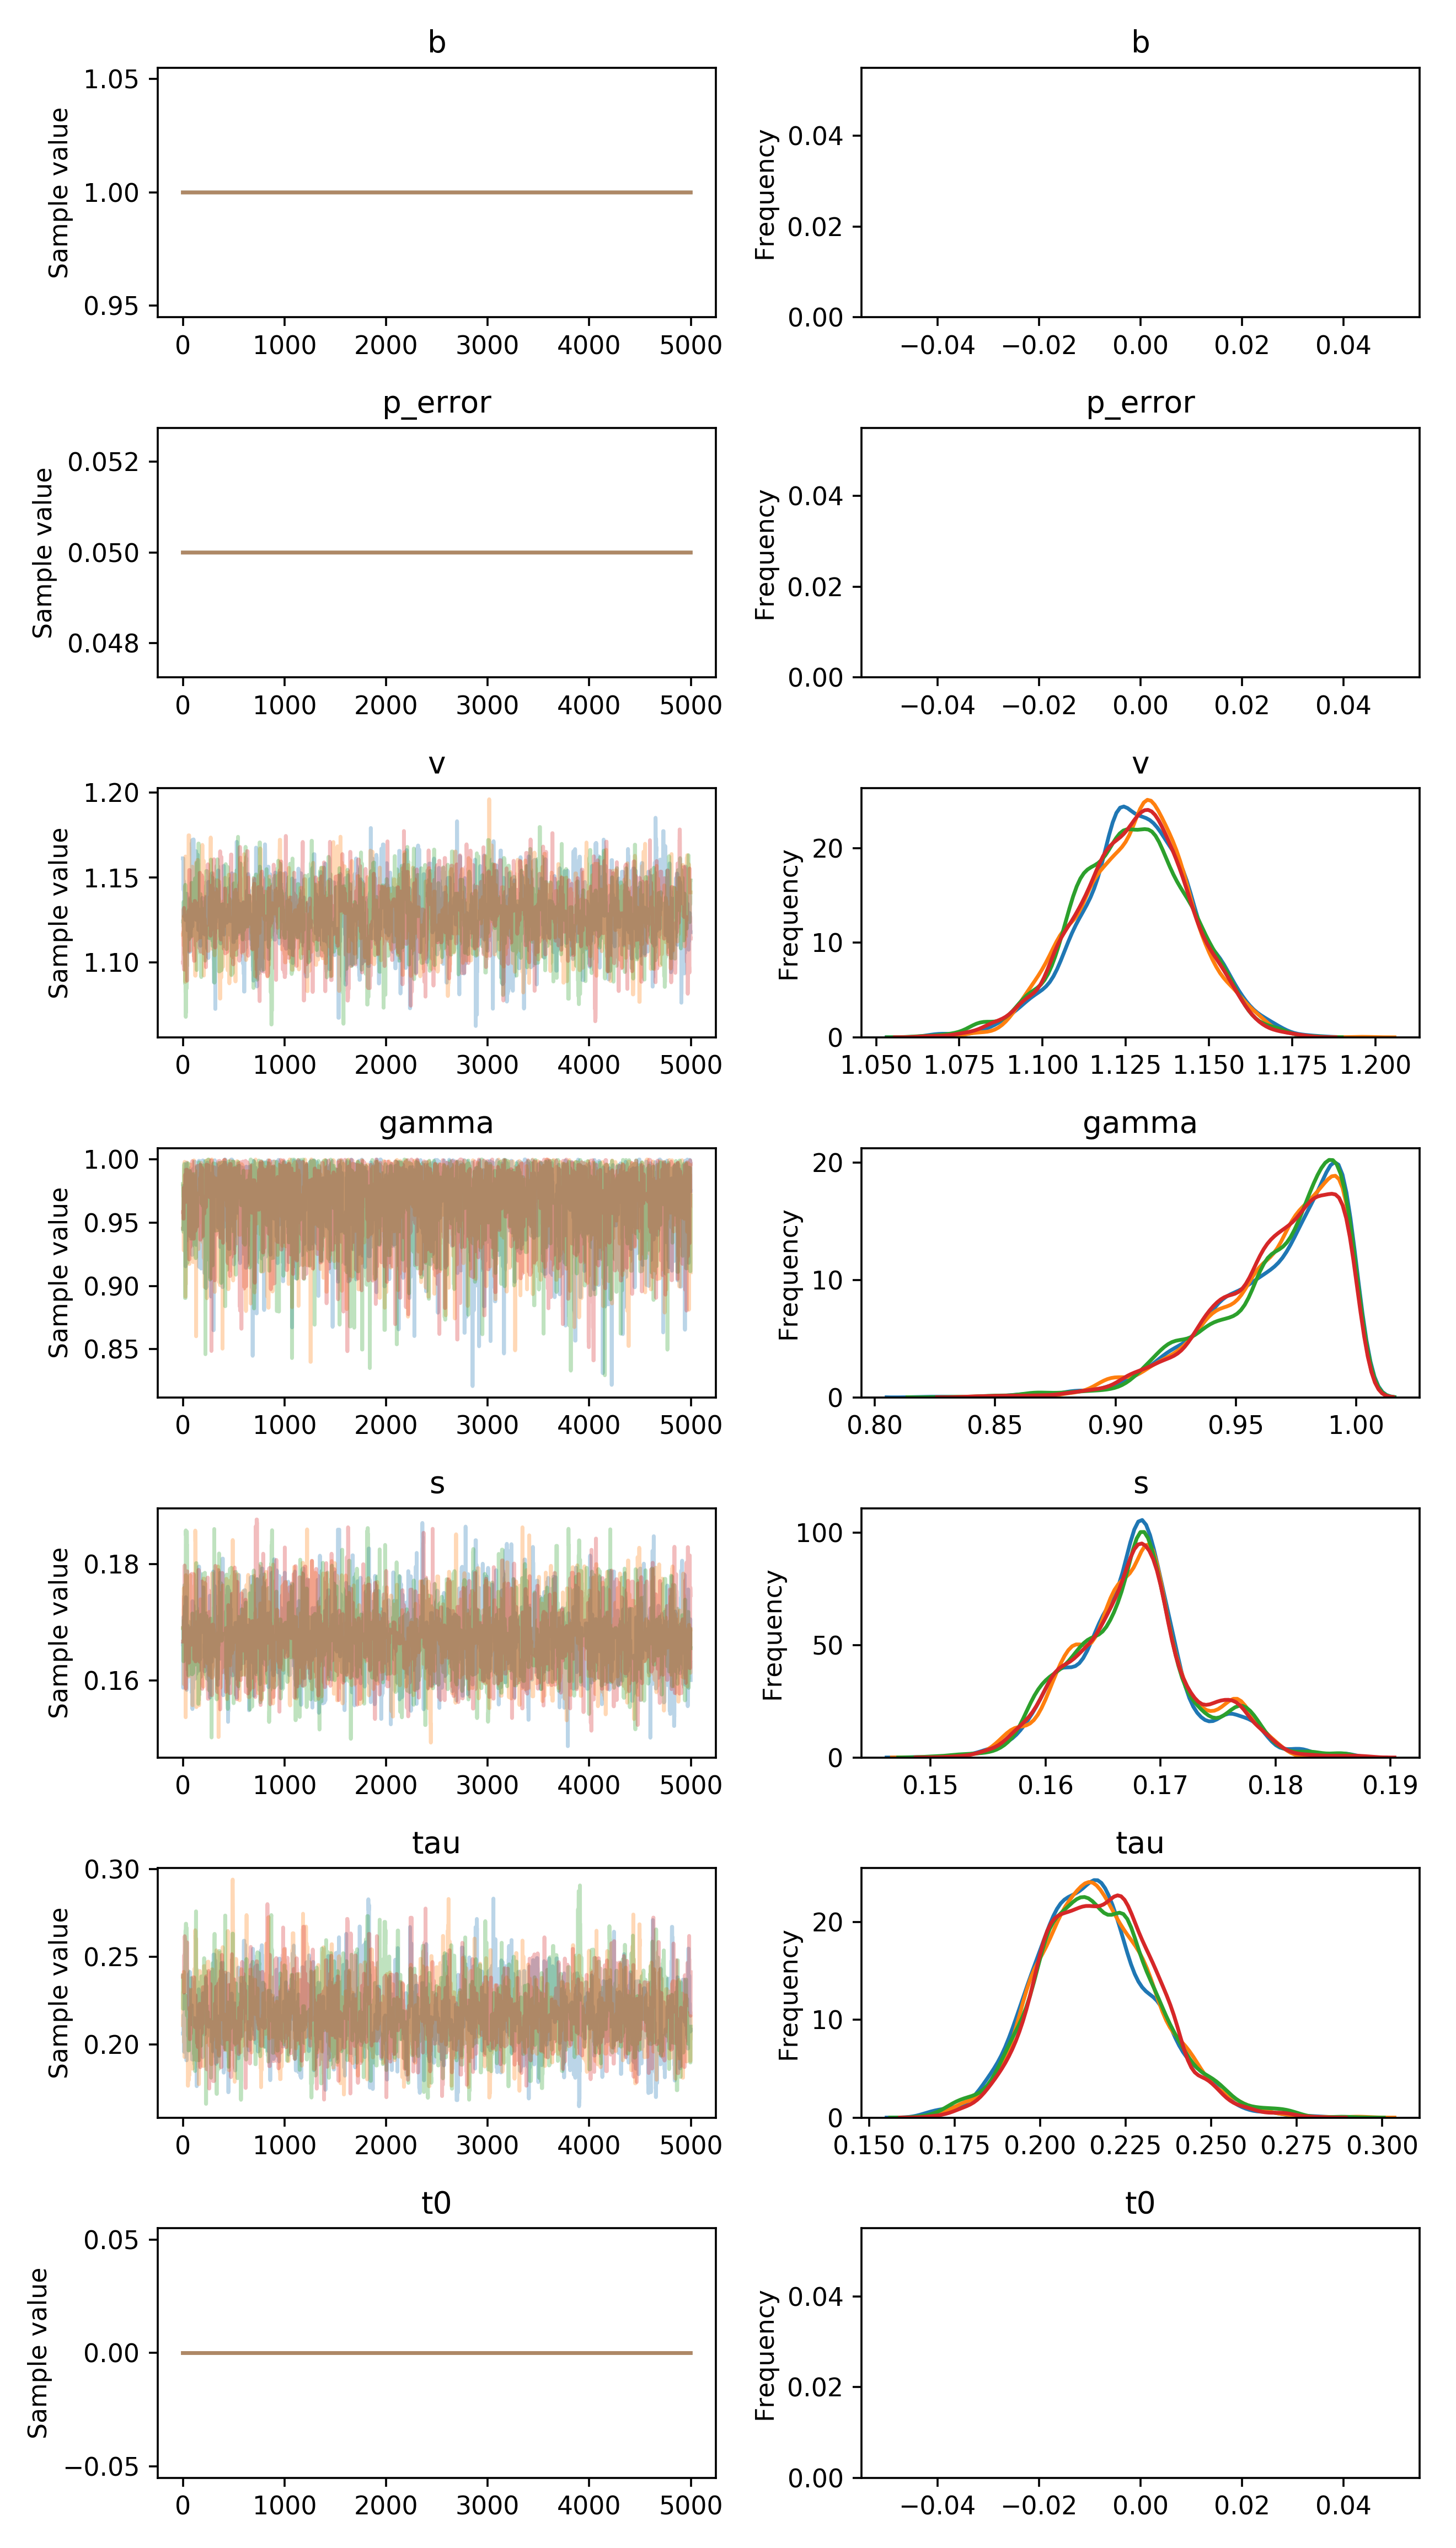 b
b
1.05
1.00
0.95
Sample value
0 1000 2000 3000 4000 5000
0.04
0.02
0.00
Frequency
−0.04 −0.02 0.00 0.02 0.04
p_error
p_error
0.052
0.050
0.048
Sample value
0 1000 2000 3000 4000 5000
0.04
0.02
0.00
Frequency
−0.04 −0.02 0.00 0.02 0.04
v
v
1.20
1.15
1.10
Sample value
0 1000 2000 3000 4000 5000
20
10
0
Frequency
1.050 1.075 1.100 1.125 1.150 1.175 1.200
gamma
gamma
1.00
0.95
0.90
0.85
Sample value
0 1000 2000 3000 4000 5000
20
10
0
Frequency
0.80 0.85 0.90 0.95 1.00
s
s
0.18
0.16
Sample value
0 1000 2000 3000 4000 5000
100
50
0
Frequency
0.15 0.16 0.17 0.18 0.19
tau
tau
0.30
0.25
0.20
Sample value
0 1000 2000 3000 4000 5000
20
10
0
Frequency
0.150 0.175 0.200 0.225 0.250 0.275 0.300
t0
t0
0.05
0.00
−0.05
Sample value
0 1000 2000 3000 4000 5000
0.04
0.02
0.00
Frequency
−0.04 −0.02 0.00 0.02 0.04